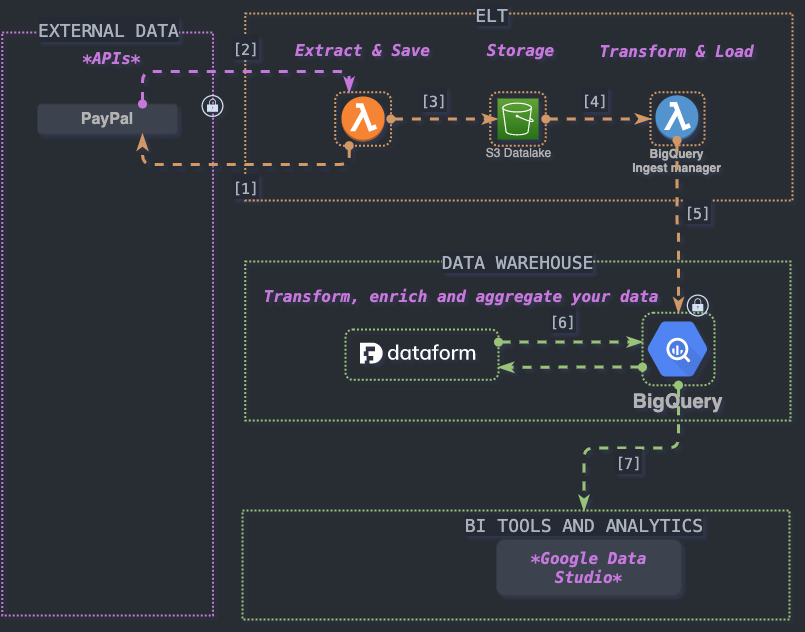 EXTERNAL DATA
*APIs*
PayPal
ELT
[2]
Extract & Save
Storage
Transform & Load
[3]
[4]
S3 Datalake
BigQuery
Ingest manager
[1]
[5]
DATA WAREHOUSE
Transform, enrich and aggregate your data
[6]
dataform
BigQuery
[7]
BI TOOLS AND ANALYTICS
*Google Data
Studio*